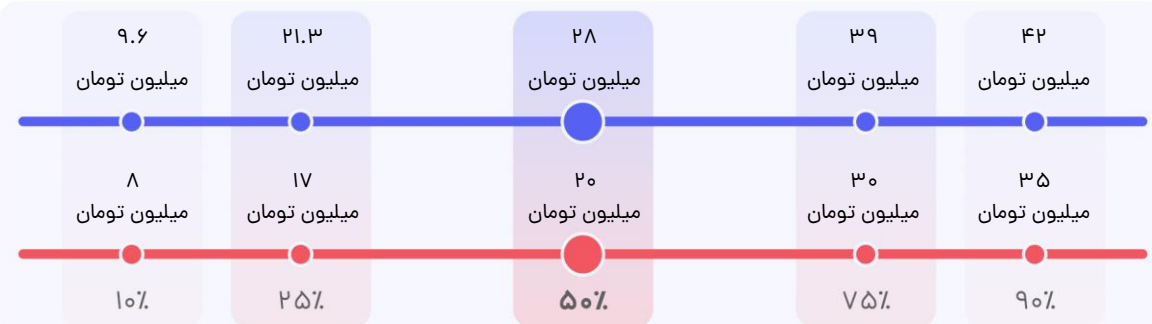 ۹.۶ ۲۱.۳ ۲۸ ۳۹ ۴۲
میلیون تومان میلیون تومان میلیون تومان میلیون تومان میلیون تومان
۸ ۱۷ ۲۰ ۳۰ ۳۵
میلیون تومان میلیون تومان میلیون تومان میلیون تومان میلیون تومان
۱۰٪ ۲۵٪ ۵۰٪ ۷۵٪ ۹۰٪